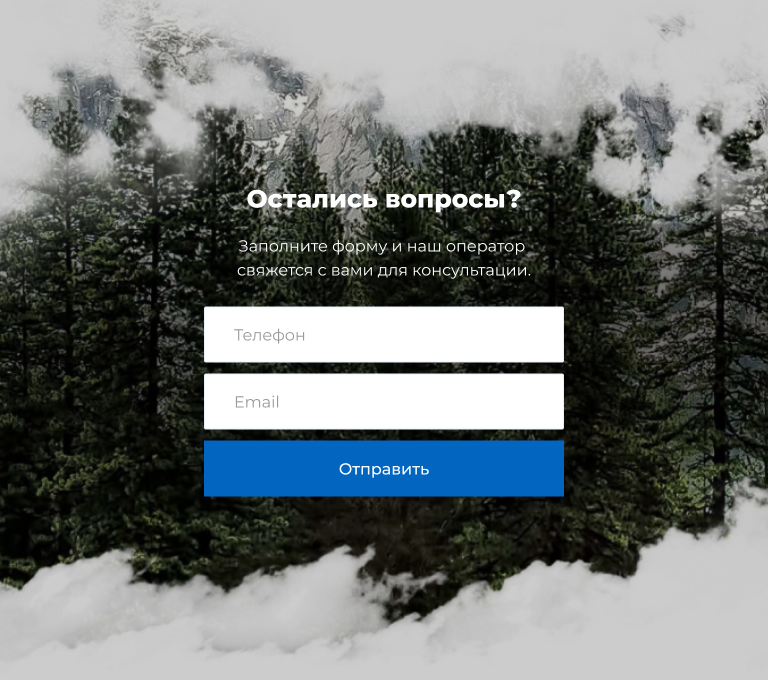 Остались вопросы?
Заполните форму и наш оператор
свяжется с вами для консультации.
Телефон
Email
Отправить